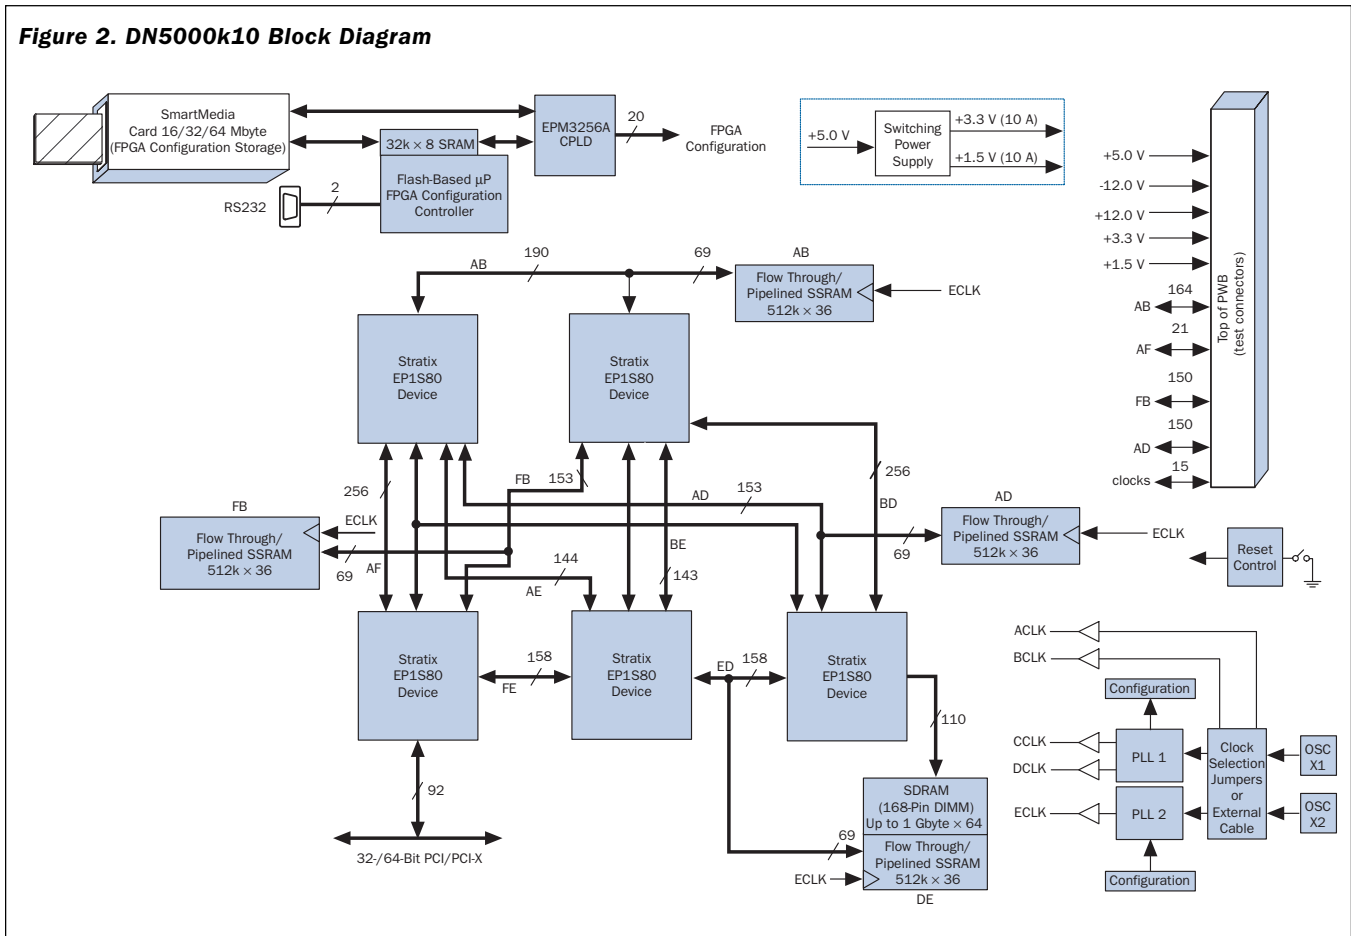 Figure 2. DN5000k10 Block Diagram
SmartMedia
Card 16/32/64 Mbyte
(FPGA Configuration Storage)
32k × 8 SRAM
Flash-Based µP
FPGA Configuration
Controller
RS232
2
EPM3256A
CPLD
20
FPGA
Configuration
+5.0 V
Switching
Power
Supply
+3.3 V (10 A)
+1.5 V (10 A)
+5.0 V
-12.0 V
+12.0 V
+3.3 V
+1.5 V
AB
164
AF
21
FB
150
AD
150
clocks
15
Top of PWB
(test connectors)
AB
190
69
AB
Flow Through/
Pipelined SSRAM
512k × 36
ECLK
Stratix
EP1S80
Device
Stratix
EP1S80
Device
256
FB
153
AD
153
256
BD
FB
Flow Through/
Pipelined SSRAM
512k × 36
ECLK
69
AF
144
AE
BE
143
69
AD
Flow Through/
Pipelined SSRAM
512k × 36
ECLK
Reset
Control
Stratix
EP1S80
Device
158
FE
Stratix
EP1S80
Device
ED
158
Stratix
EP1S80
Device
110
92
32-/64-Bit PCI/PCI-X
SDRAM
(168-Pin DIMM)
Up to 1 Gbyte × 64
69
Flow Through/
Pipelined SSRAM
512k × 36
ECLK
DE
ACLK
BCLK
Configuration
CCLK
DCLK
PLL 1
ECLK
PLL 2
Configuration
Clock
Selection
Jumpers
or
External
Cable
OSC
X1
OSC
X2